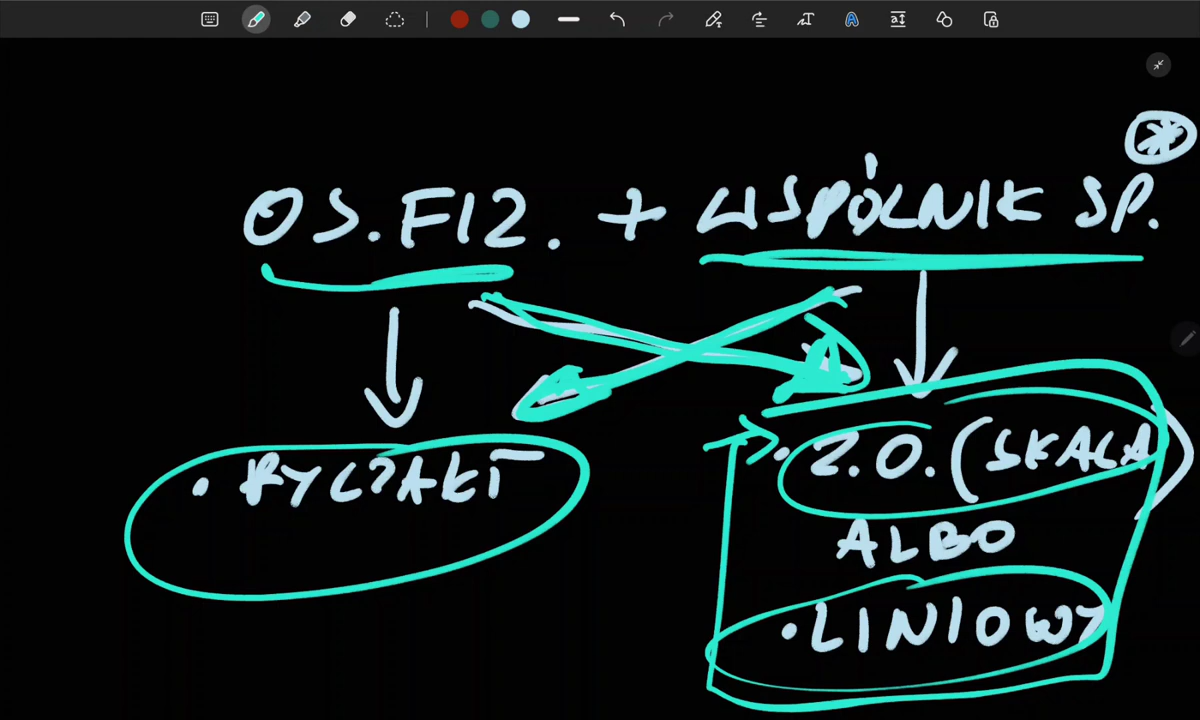 OS. FIZ. + WSPÓLNIK SP.
• RYCZAŁT
• Z.O. (SKALA)
ALBO
• LINIOWY